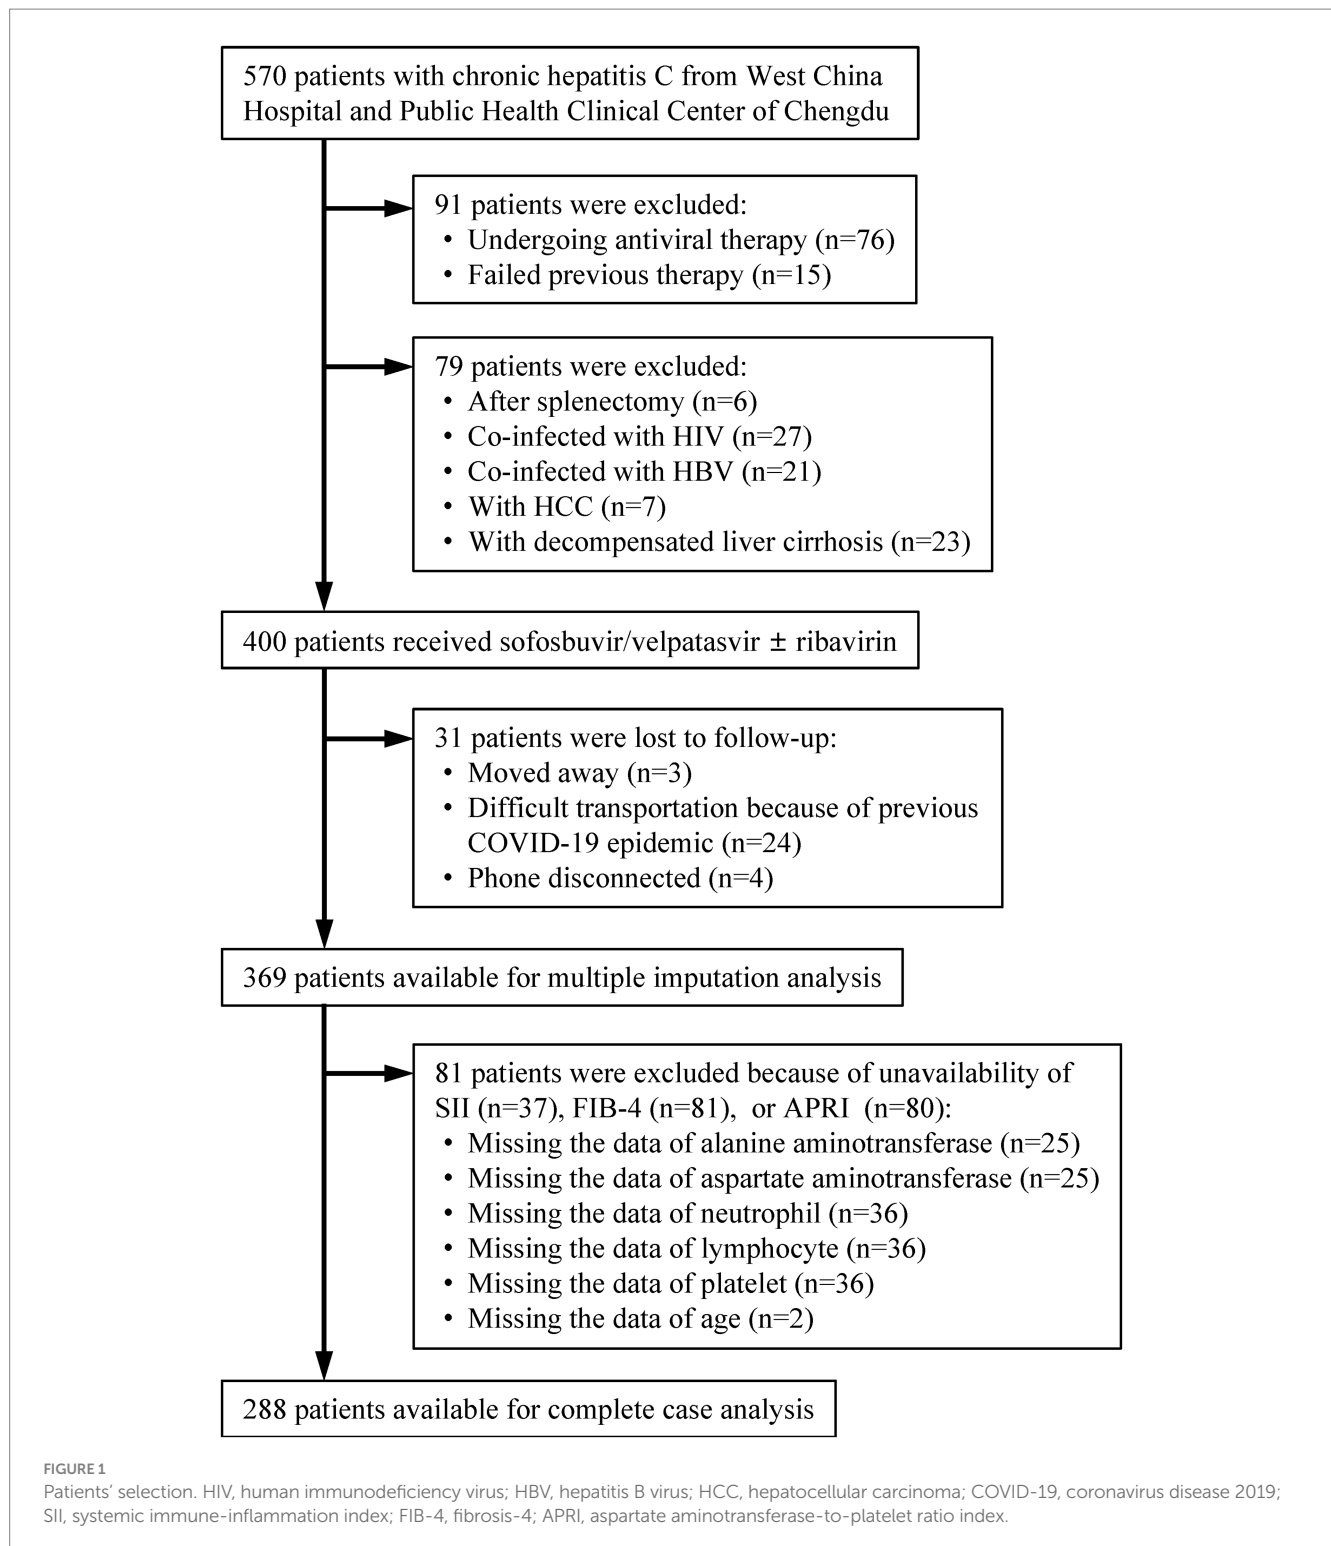 570 patients with chronic hepatitis C from West China
Hospital and Public Health Clinical Center of Chengdu
91 patients were excluded:
• Undergoing antiviral therapy (n=76)
• Failed previous therapy (n=15)
79 patients were excluded:
• After splenectomy (n=6)
• Co-infected with HIV (n=27)
• Co-infected with HBV (n=21)
• With HCC (n=7)
• With decompensated liver cirrhosis (n=23)
400 patients received sofosbuvir/velpatasvir ± ribavirin
31 patients were lost to follow-up:
• Moved away (n=3)
• Difficult transportation because of previous
COVID-19 epidemic (n=24)
• Phone disconnected (n=4)
369 patients available for multiple imputation analysis
81 patients were excluded because of unavailability of
SII (n=37), FIB-4 (n=81), or APRI (n=80):
• Missing the data of alanine aminotransferase (n=25)
• Missing the data of aspartate aminotransferase (n=25)
• Missing the data of neutrophil (n=36)
• Missing the data of lymphocyte (n=36)
• Missing the data of platelet (n=36)
• Missing the data of age (n=2)
288 patients available for complete case analysis
FIGURE 1
Patients' selection. HIV, human immunodeficiency virus; HBV, hepatitis B virus; HCC, hepatocellular carcinoma; COVID-19, coronavirus disease 2019;
SII, systemic immune-inflammation index; FIB-4, fibrosis-4; APRI, aspartate aminotransferase-to-platelet ratio index.